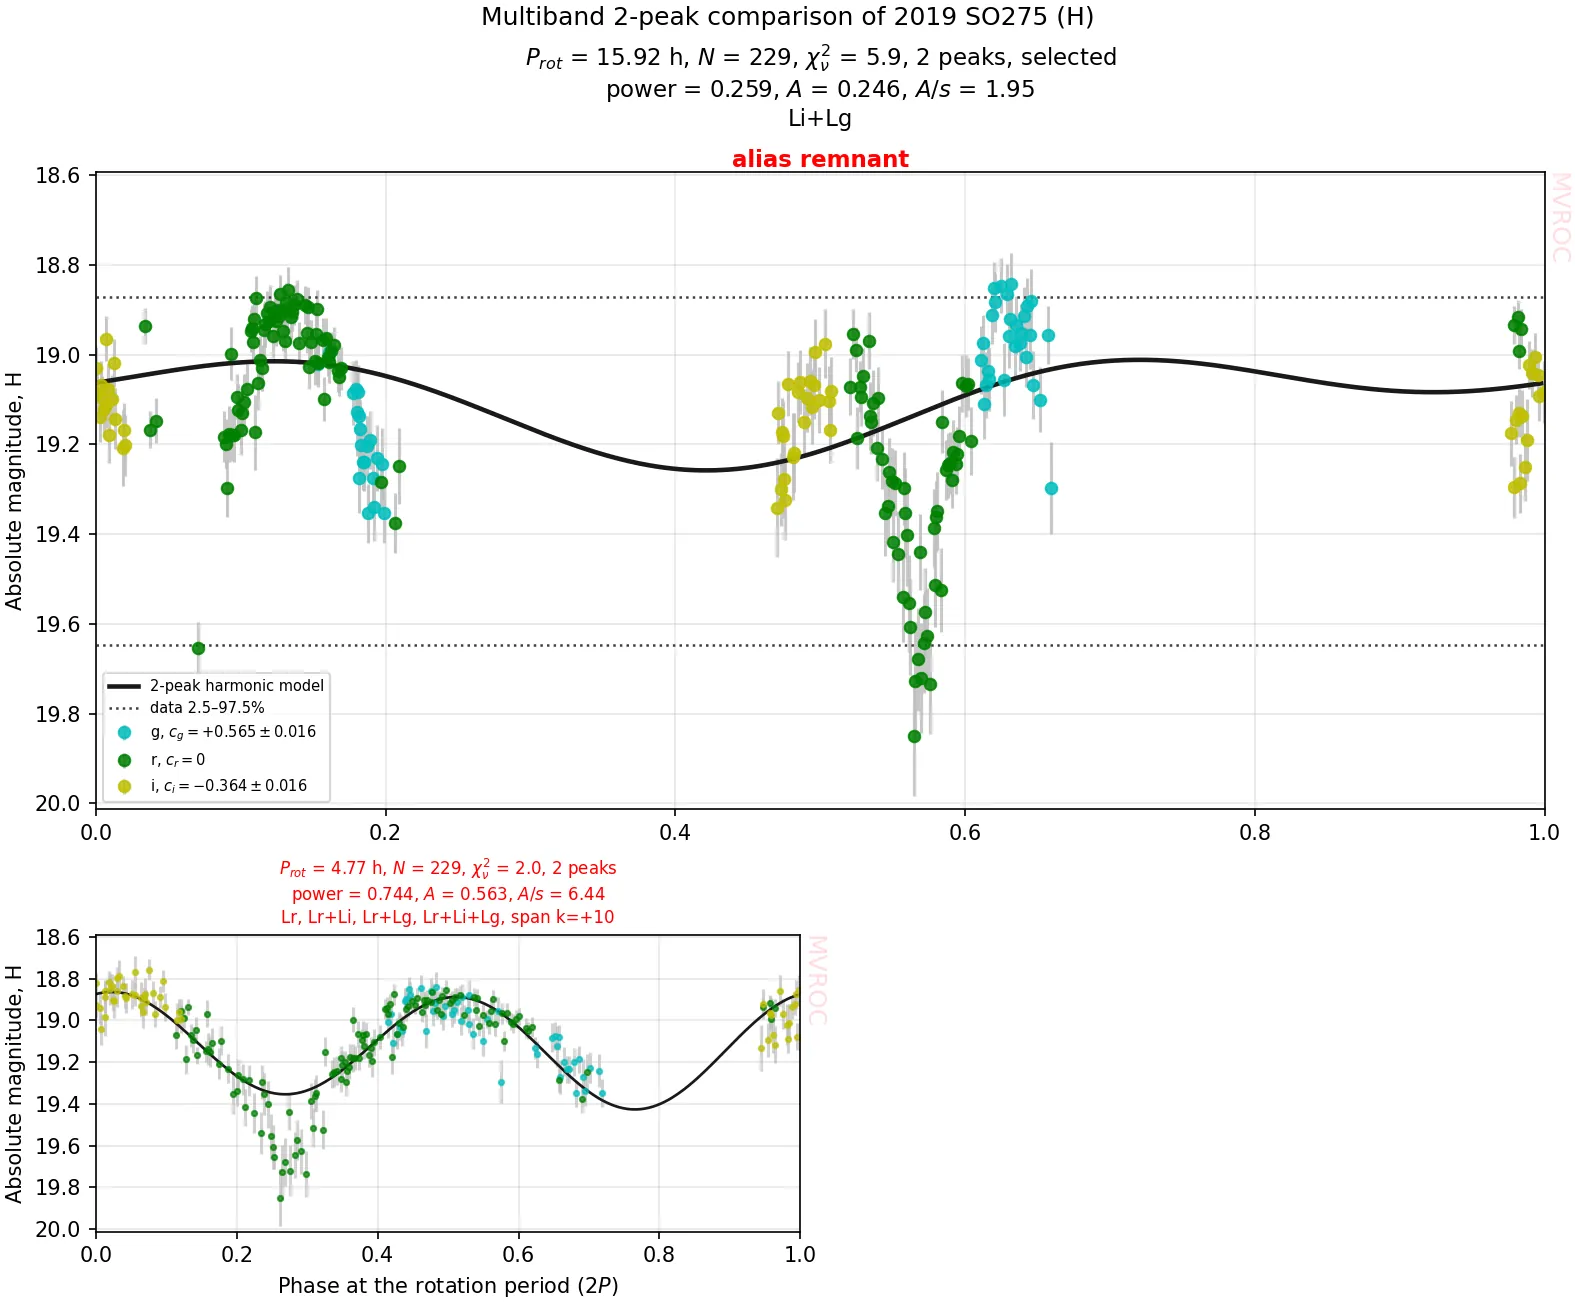 Multiband 2-peak comparison of 2019 SO275 (H)
P_rot = 15.92 h, N = 229, χ²_ν = 5.9, 2 peaks, selected
power = 0.259, A = 0.246, A/s = 1.95
Li+Lg
alias remnant
MVROC
Absolute magnitude, H
18.6
18.8
19.0
19.2
19.4
19.6
19.8
20.0
2-peak harmonic model
data 2.5–97.5%
g, c_g = +0.565 ± 0.016
r, c_r = 0
i, c_i = −0.364 ± 0.016
0.0 0.2 0.4 0.6 0.8 1.0
P_rot = 4.77 h, N = 229, χ²_ν = 2.0, 2 peaks
power = 0.744, A = 0.563, A/s = 6.44
Lr, Lr+Li, Lr+Lg, Lr+Li+Lg, span k=+10
MVROC
Absolute magnitude, H
18.6
18.8
19.0
19.2
19.4
19.6
19.8
20.0
0.0 0.2 0.4 0.6 0.8 1.0
Phase at the rotation period (2P)